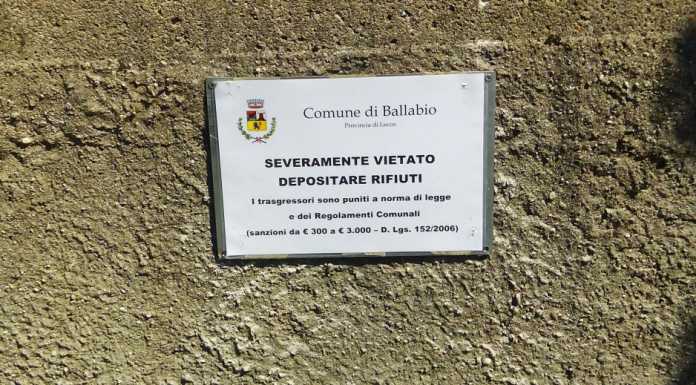 Comune di Ballabio
Provincia di Lecco
SEVERAMENTE VIETATO
DEPOSITARE RIFIUTI
I trasgressori sono puniti a norma di legge
e dei Regolamenti Comunali
(sanzioni da € 300 a € 3.000 – D. Lgs. 152/2006)